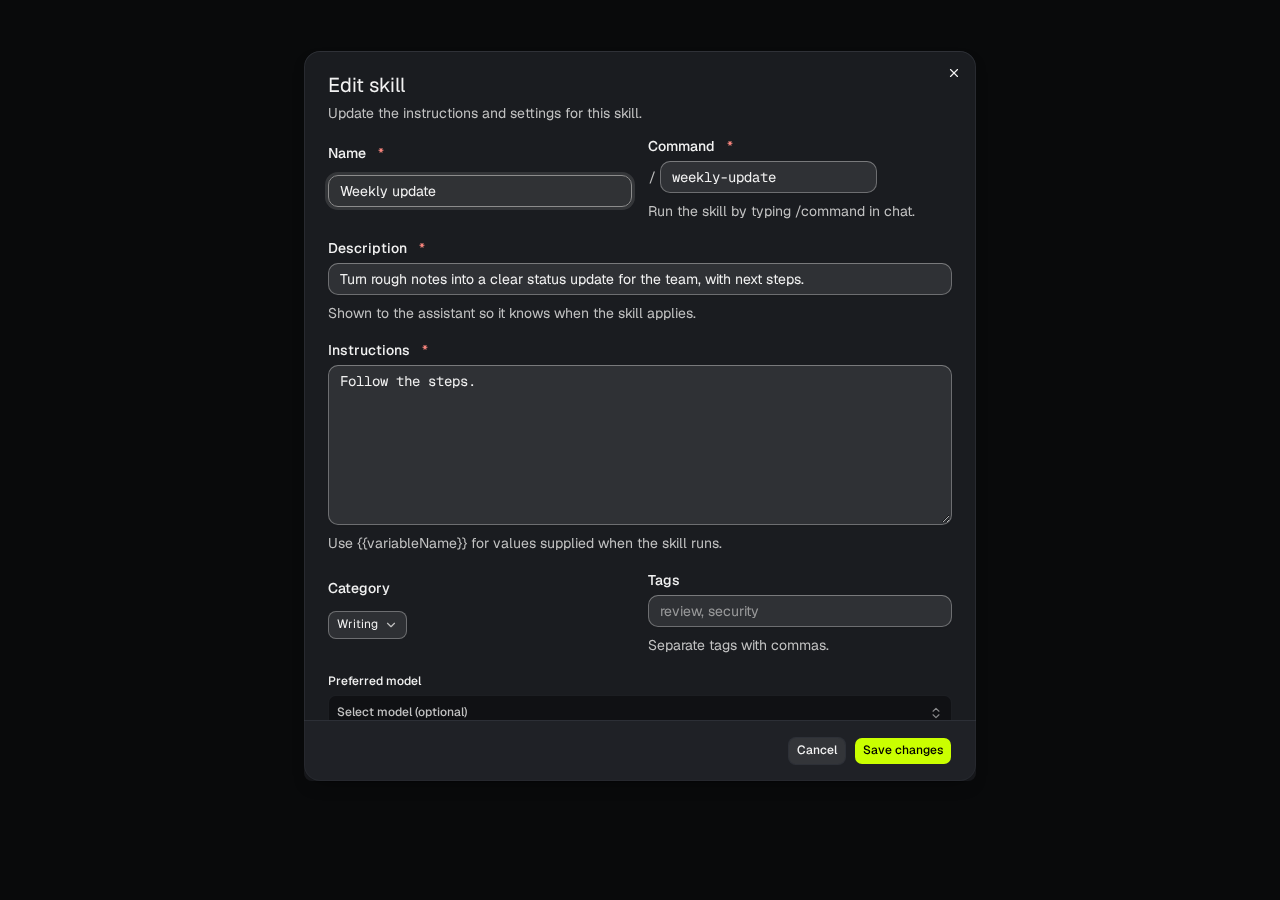 Edit skill
Update the instructions and settings for this skill.
Name *
Weekly update
Command *
/ weekly-update
Run the skill by typing /command in chat.
Description *
Turn rough notes into a clear status update for the team, with next steps.
Shown to the assistant so it knows when the skill applies.
Instructions *
Follow the steps.
Use {{variableName}} for values supplied when the skill runs.
Category
Writing
Tags
review, security
Separate tags with commas.
Preferred model
Select model (optional)
Cancel
Save changes